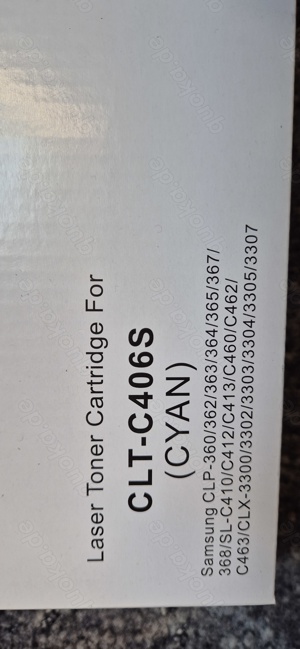 Laser Toner Cartridge For
CLT-C406S
(CYAN)
Samsung CLP-360/362/363/364/365/367/
368/SL-C410/C412/C413/C460/C462/
C463/CLX-3300/3302/3303/3304/3305/3307